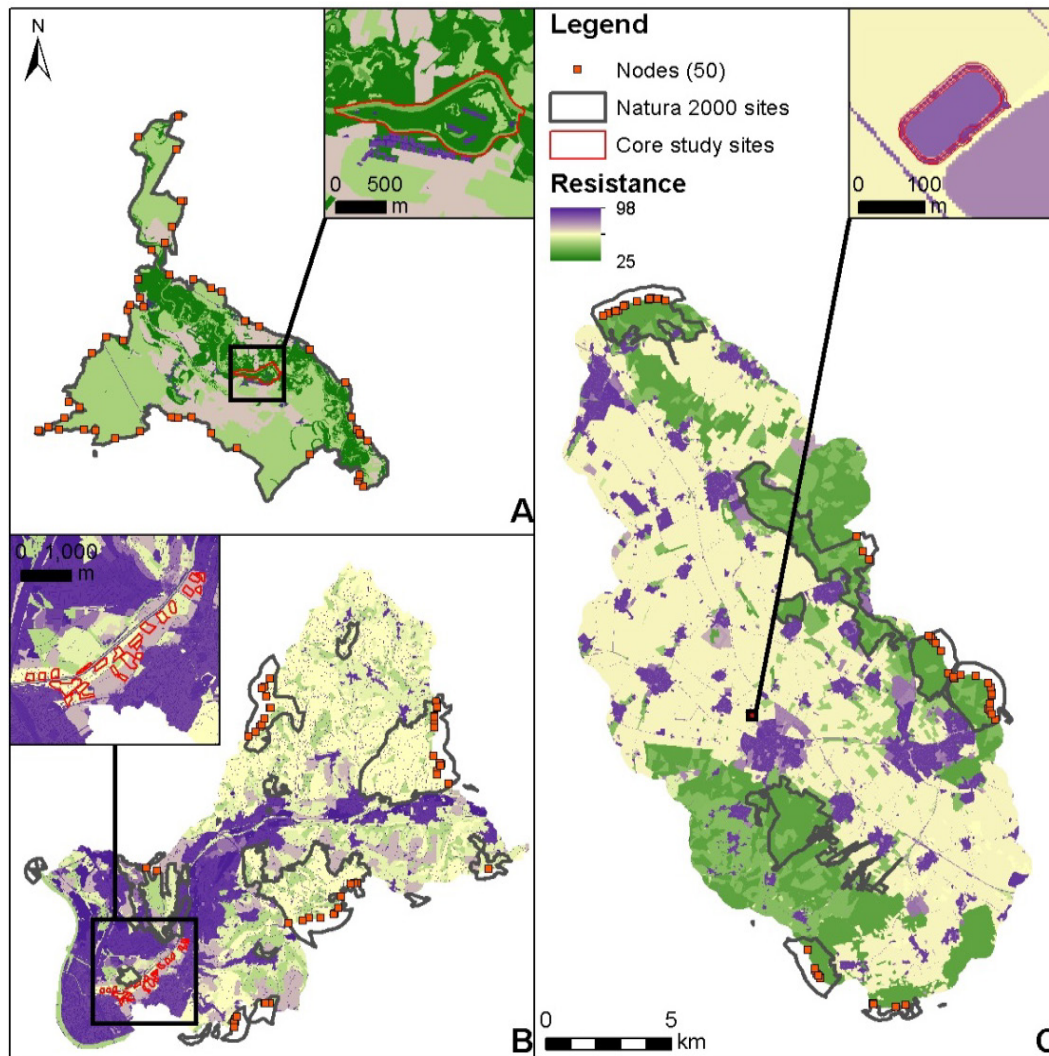 N
0 500
m
A
Legend
Nodes (50)
Natura 2000 sites
Core study sites
Resistance
98
25
0 100
m
0 1,000
m
B
0 5
km
C